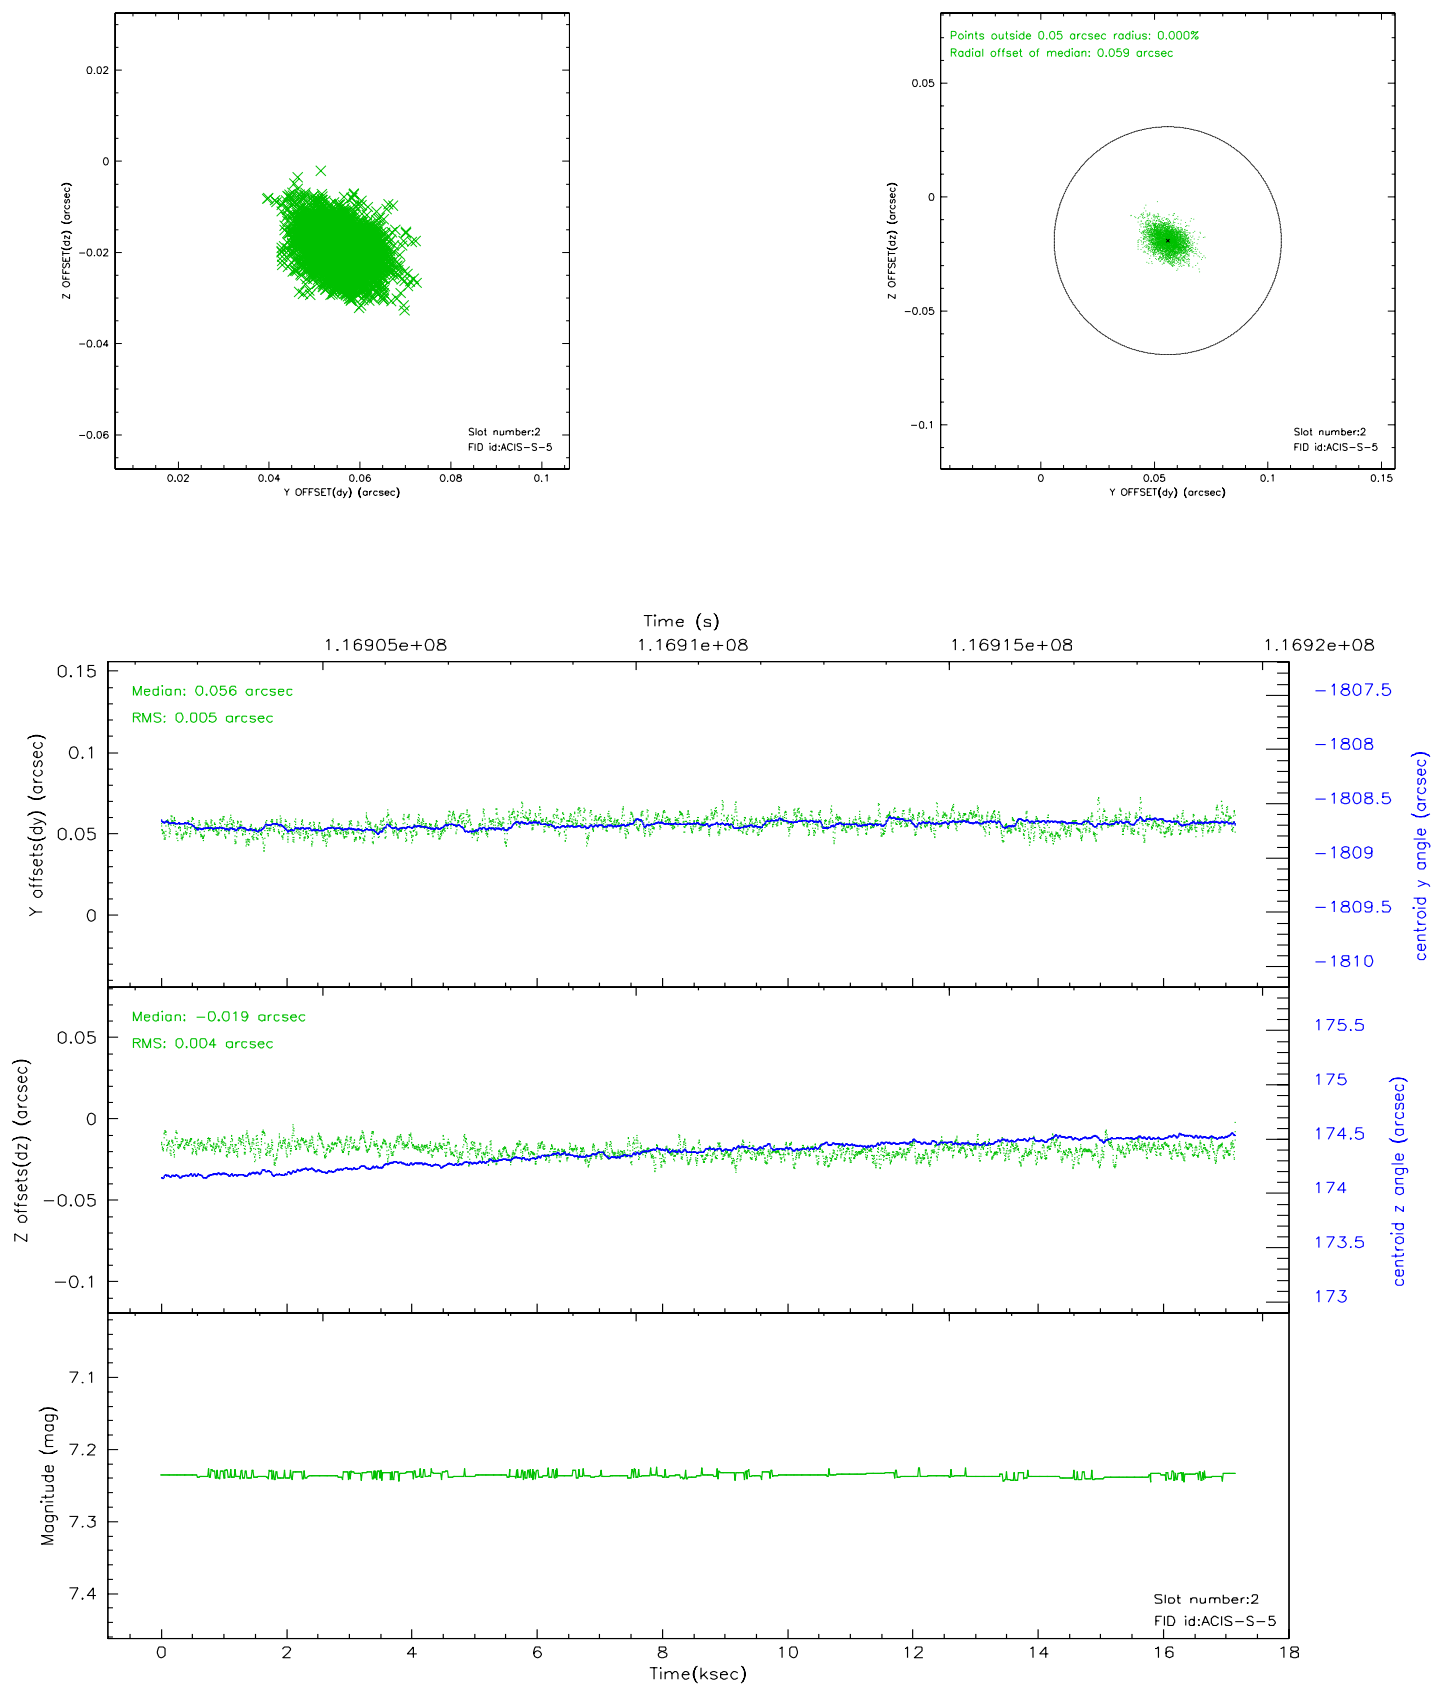 0.02
0
-0.02
-0.04
-0.06
Z OFFSET(dz) (arcsec)
Slot number:2
FID id:ACIS-S-5
0.02 0.04 0.06 0.08 0.1
Y OFFSET(dy) (arcsec)
Points outside 0.05 arcsec radius: 0.000%
Radial offset of median: 0.059 arcsec
0.05
0
-0.05
-0.1
Z OFFSET(dz) (arcsec)
Slot number:2
FID id:ACIS-S-5
0 0.05 0.1 0.15
Y OFFSET(dy) (arcsec)
Time (s)
1.16905e+08 1.1691e+08 1.16915e+08 1.1692e+08
Median: 0.056 arcsec
RMS: 0.005 arcsec
0.15
0.1
0.05
0
Y offsets(dy) (arcsec)
-1807.5
-1808
-1808.5
-1809
-1809.5
-1810
centroid y angle (arcsec)
Median: -0.019 arcsec
RMS: 0.004 arcsec
0.05
0
-0.05
-0.1
Z offsets(dz) (arcsec)
175.5
175
174.5
174
173.5
173
centroid z angle (arcsec)
7.1
7.2
7.3
7.4
Magnitude (mag)
Slot number:2
FID id:ACIS-S-5
0 2 4 6 8 10 12 14 16 18
Time(ksec)